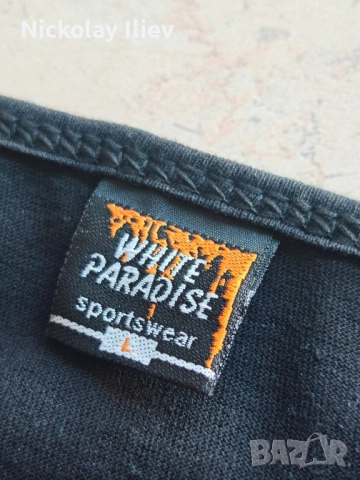 Nickolay Iliev
WHITE
PARADISE
sportswear
L
BAZAR